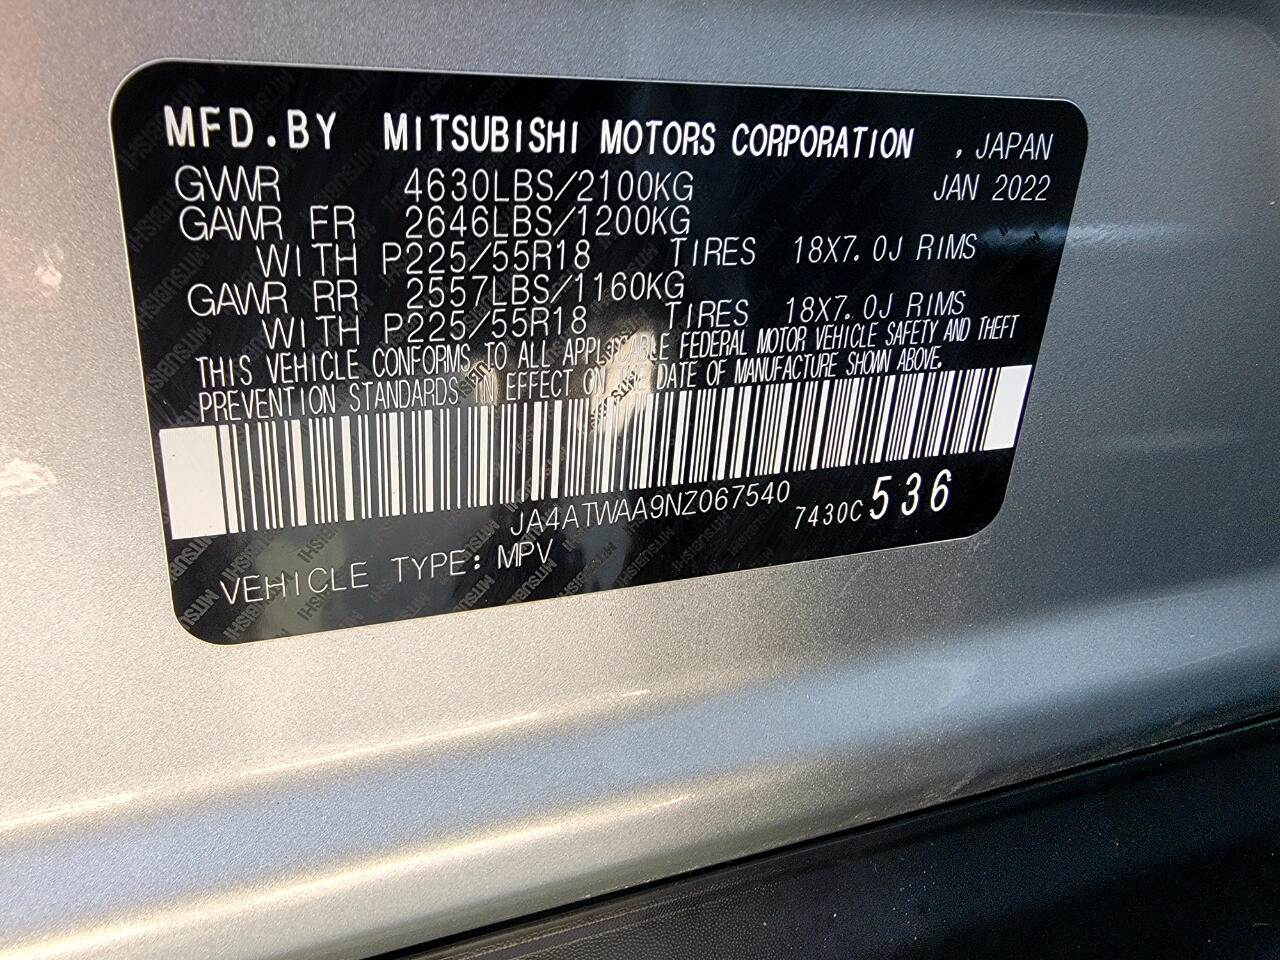 MFD.BY MITSUBISHI MOTORS CORPORATION , JAPAN
GVWR 4630LBS/2100KG JAN 2022
GAWR FR 2646LBS/1200KG
WITH P225/55R18 TIRES 18X7.0J RIMS
GAWR RR 2557LBS/1160KG
WITH P225/55R18 TIRES 18X7.0J RIMS
THIS VEHICLE CONFORMS TO ALL APPLICABLE FEDERAL MOTOR VEHICLE SAFETY AND THEFT
PREVENTION STANDARDS IN EFFECT ON THE DATE OF MANUFACTURE SHOWN ABOVE.
JA4ATWAA9NZ067540 7430C 536
VEHICLE TYPE: MPV